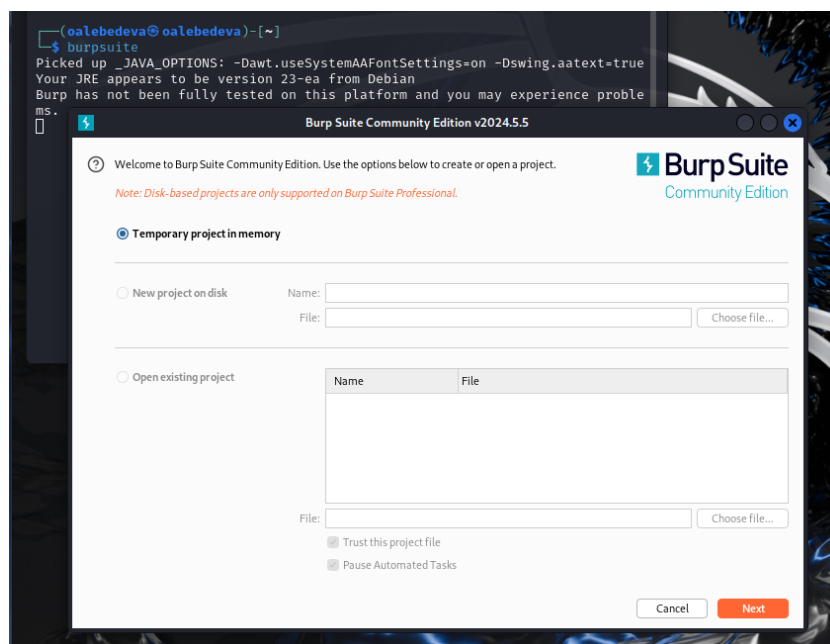 (oalebedeva㉿oalebedeva)-[~]
$ burpsuite
Picked up _JAVA_OPTIONS: -Dawt.useSystemAAFontSettings=on -Dswing.aatext=true
Your JRE appears to be version 23-ea from Debian
Burp has not been fully tested on this platform and you may experience proble
ms.
Burp Suite Community Edition v2024.5.5
Welcome to Burp Suite Community Edition. Use the options below to create or open a project.
Note: Disk-based projects are only supported on Burp Suite Professional.
Burp Suite
Community Edition
Temporary project in memory
New project on disk Name:
File: Choose file...
Open existing project Name File
File: Choose file...
Trust this project file
Pause Automated Tasks
Cancel Next